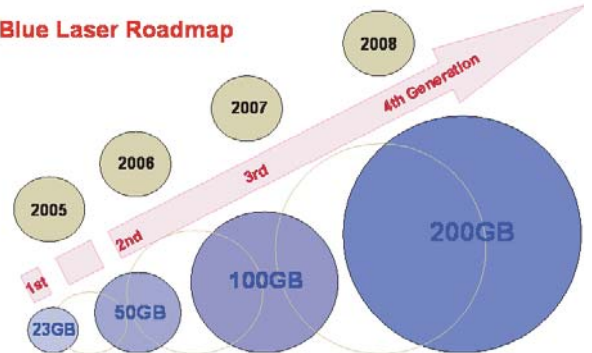 Blue Laser Roadmap
2008
2007
2006
2005
4th Generation
3rd
2nd
1st
200GB
100GB
50GB
23GB